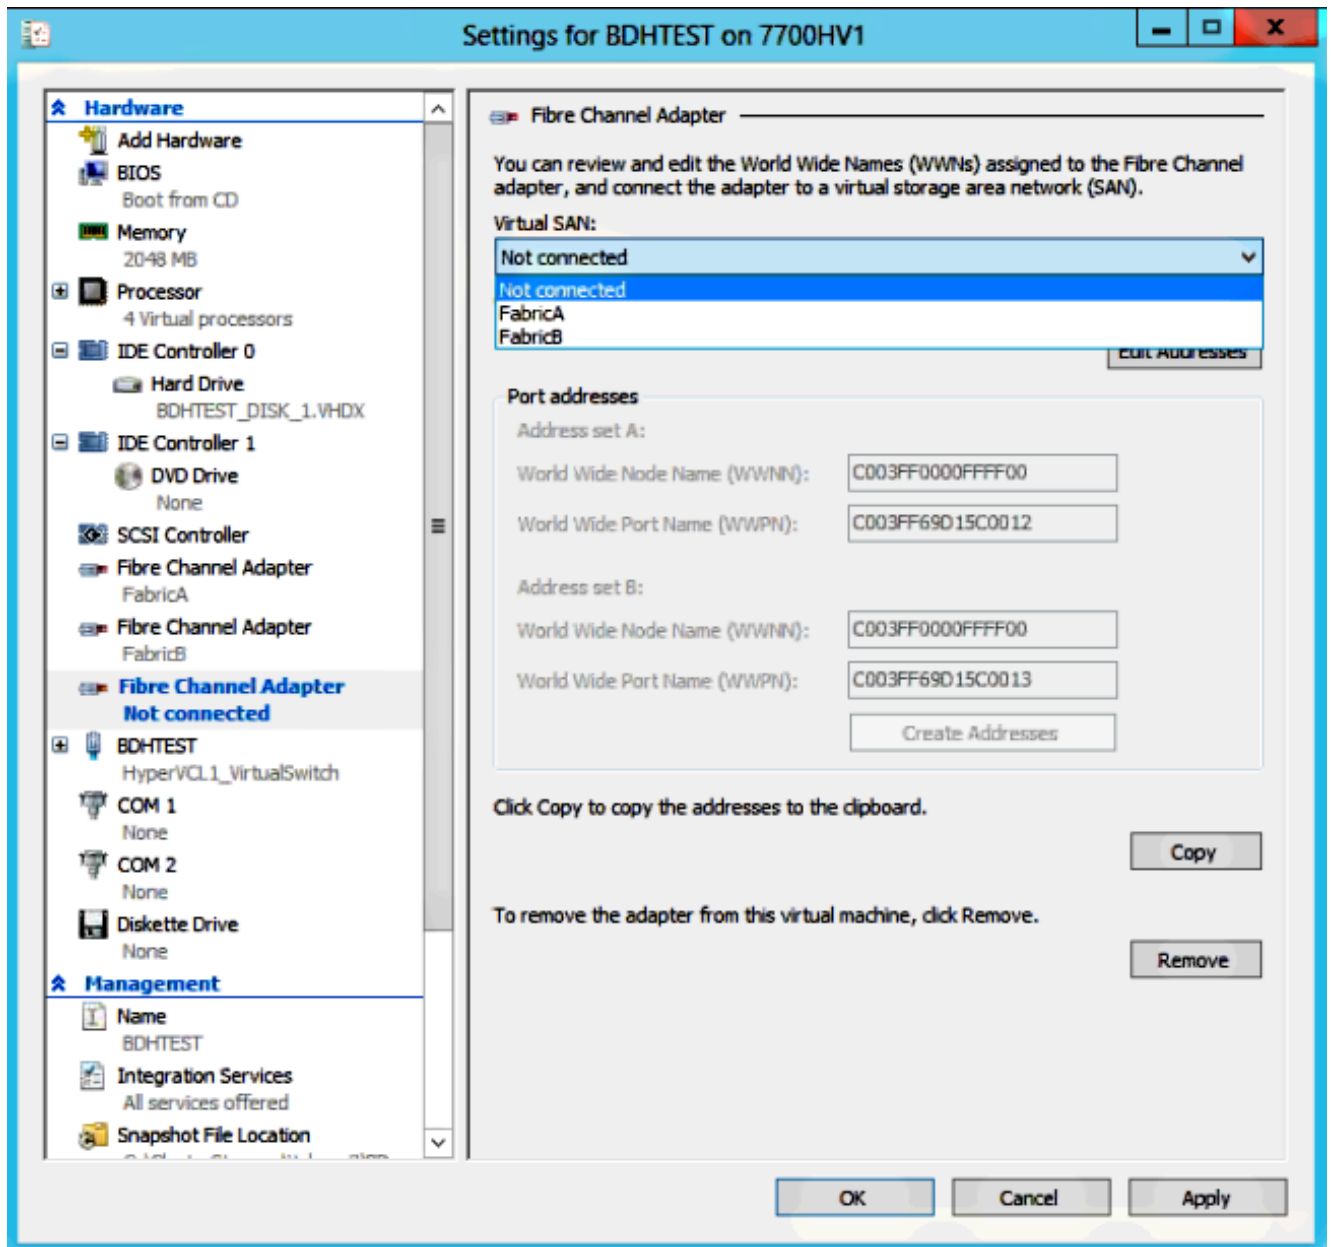 Settings for BDHTEST on 7700HV1
Hardware
Add Hardware
BIOS
Boot from CD
Memory
2048 MB
Processor
4 Virtual processors
IDE Controller 0
Hard Drive
BDHTEST_DISK_1.VHDX
IDE Controller 1
DVD Drive
None
SCSI Controller
Fibre Channel Adapter
FabricA
Fibre Channel Adapter
FabricB
Fibre Channel Adapter
Not connected
BDHTEST
HyperVCL1_VirtualSwitch
COM 1
None
COM 2
None
Diskette Drive
None
Management
Name
BDHTEST
Integration Services
All services offered
Snapshot File Location
Fibre Channel Adapter
You can review and edit the World Wide Names (WWNs) assigned to the Fibre Channel
adapter, and connect the adapter to a virtual storage area network (SAN).
Virtual SAN:
Not connected
Not connected
FabricA
FabricB
Edit Addresses
Port addresses
Address set A:
World Wide Node Name (WWNN): C003FF0000FFFF00
World Wide Port Name (WWPN): C003FF69D15C0012
Address set B:
World Wide Node Name (WWNN): C003FF0000FFFF00
World Wide Port Name (WWPN): C003FF69D15C0013
Create Addresses
Click Copy to copy the addresses to the clipboard.
Copy
To remove the adapter from this virtual machine, click Remove.
Remove
OK Cancel Apply